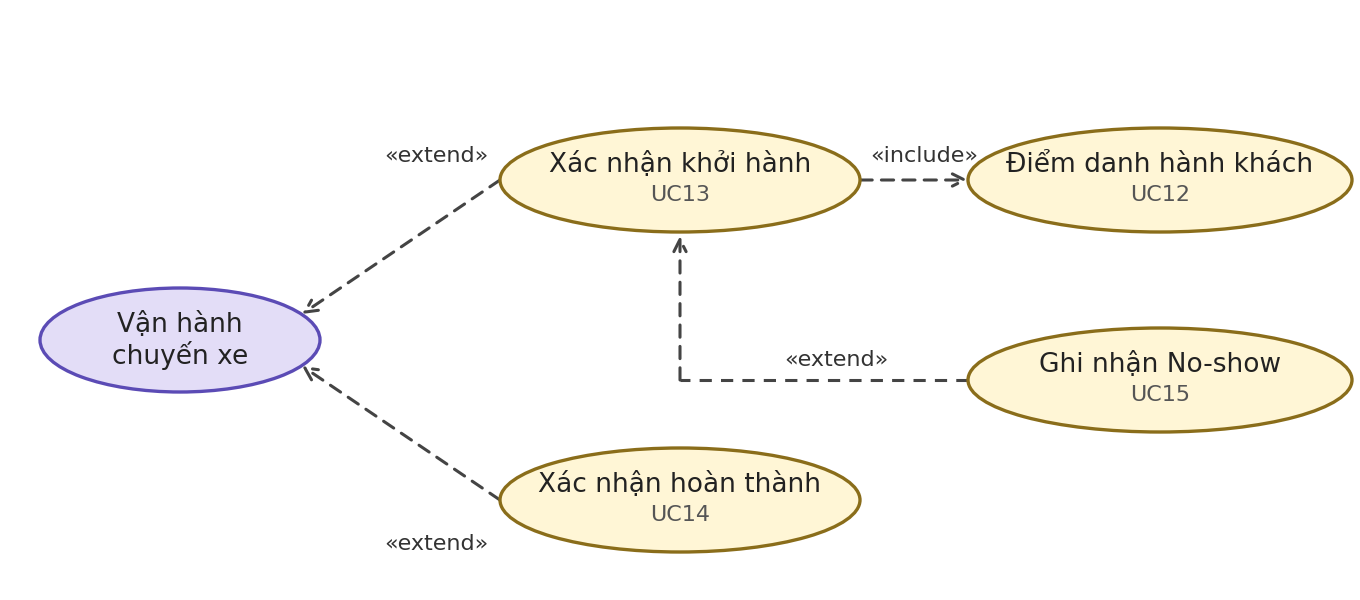 «extend»
Xác nhận khởi hành
UC13
«include»
Điểm danh hành khách
UC12
Vận hành
chuyến xe
«extend»
Ghi nhận No-show
UC15
Xác nhận hoàn thành
UC14
«extend»